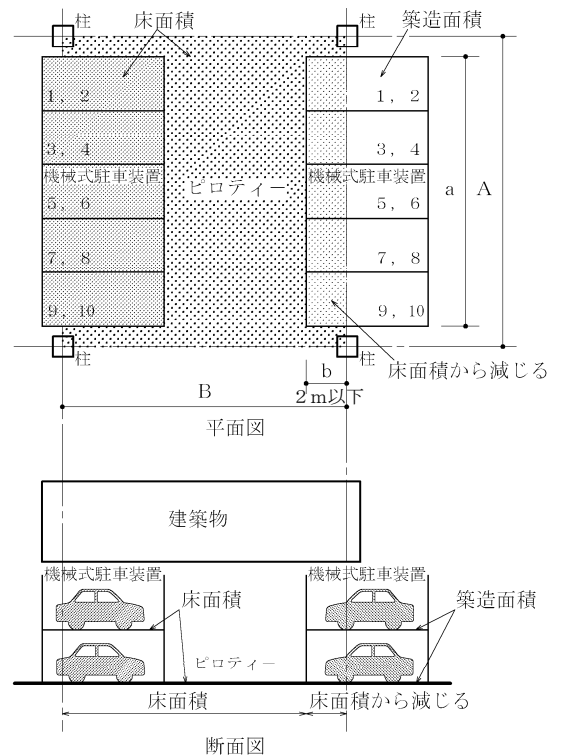 柱 床面積 柱 築造面積
1, 2 1, 2
3, 4 3, 4
機械式駐車装置 ピロティー 機械式駐車装置 a A
5, 6 5, 6
7, 8 7, 8
9, 10 9, 10
柱 柱
b 床面積から減じる
B 2m以下
平面図
建築物
機械式駐車装置 機械式駐車装置
床面積 築造面積
ピロティー
床面積 床面積から減じる
断面図